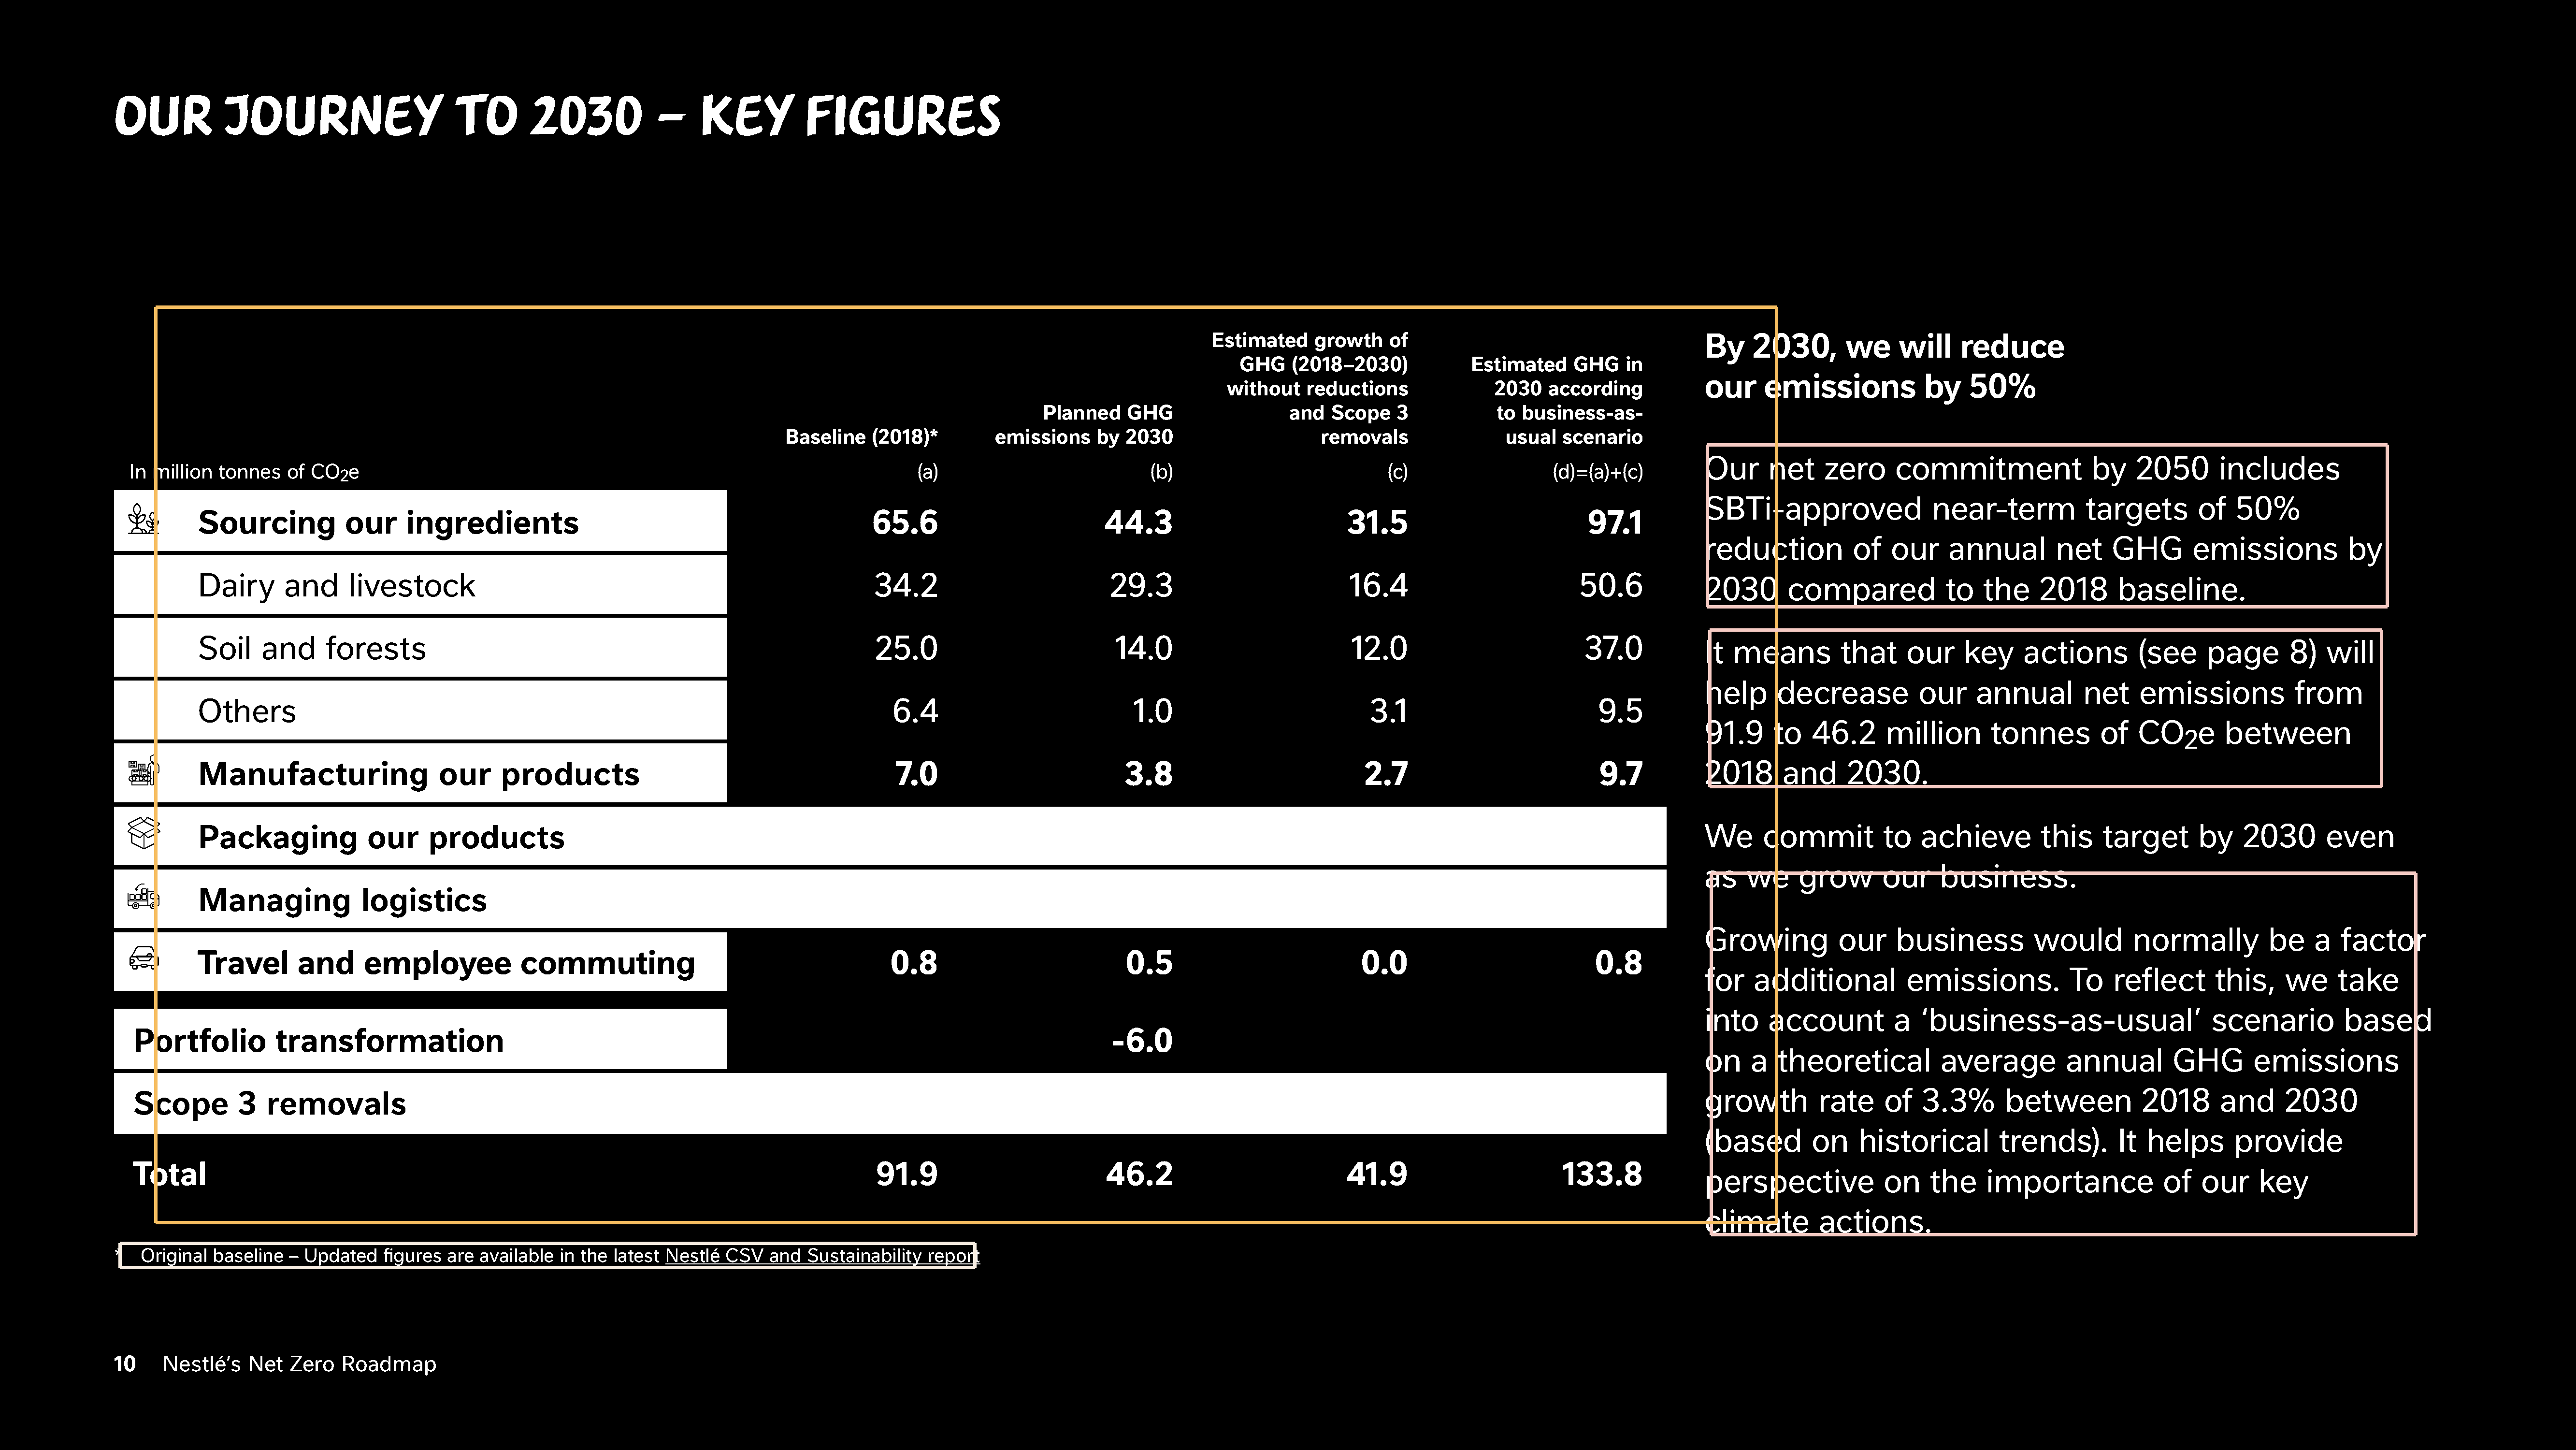 OUR JOURNEY TO 2030 – KEY FIGURES
In million tonnes of CO2e
Baseline (2018)*
(a)
Planned GHG
emissions by 2030
(b)
Estimated growth of
GHG (2018–2030)
without reductions
and Scope 3
removals
(c)
Estimated GHG in
2030 according
to business-as-
usual scenario
(d)=(a)+(c)
Sourcing our ingredients 65.6 44.3 31.5 97.1
Dairy and livestock 34.2 29.3 16.4 50.6
Soil and forests 25.0 14.0 12.0 37.0
Others 6.4 1.0 3.1 9.5
Manufacturing our products 7.0 3.8 2.7 9.7
Packaging our products
Managing logistics
Travel and employee commuting 0.8 0.5 0.0 0.8
Portfolio transformation -6.0
Scope 3 removals
Total 91.9 46.2 41.9 133.8
* Original baseline – Updated figures are available in the latest Nestlé CSV and Sustainability report
By 2030, we will reduce
our emissions by 50%
Our net zero commitment by 2050 includes
SBTi-approved near-term targets of 50%
reduction of our annual net GHG emissions by
2030 compared to the 2018 baseline.
It means that our key actions (see page 8) will
help decrease our annual net emissions from
91.9 to 46.2 million tonnes of CO2e between
2018 and 2030.
We commit to achieve this target by 2030 even
as we grow our business.
Growing our business would normally be a factor
for additional emissions. To reflect this, we take
into account a ‘business-as-usual’ scenario based
on a theoretical average annual GHG emissions
growth rate of 3.3% between 2018 and 2030
(based on historical trends). It helps provide
perspective on the importance of our key
climate actions.
10 Nestlé’s Net Zero Roadmap